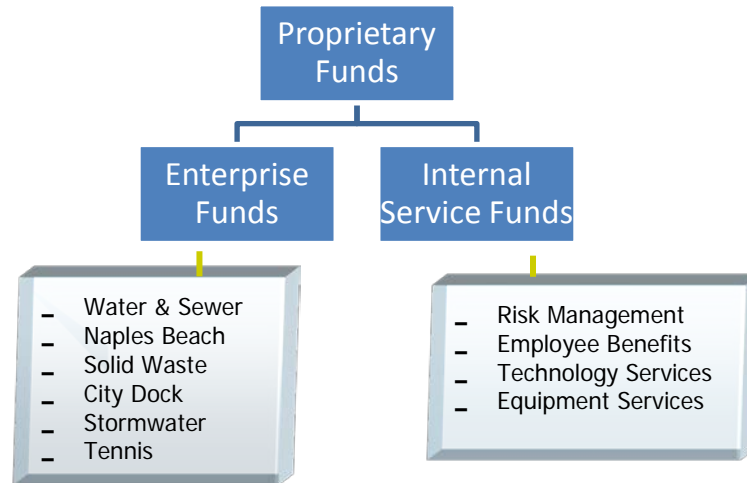 Proprietary
Funds
Enterprise
Funds
Internal
Service Funds
– Water & Sewer
– Naples Beach
– Solid Waste
– City Dock
– Stormwater
– Tennis
– Risk Management
– Employee Benefits
– Technology Services
– Equipment Services